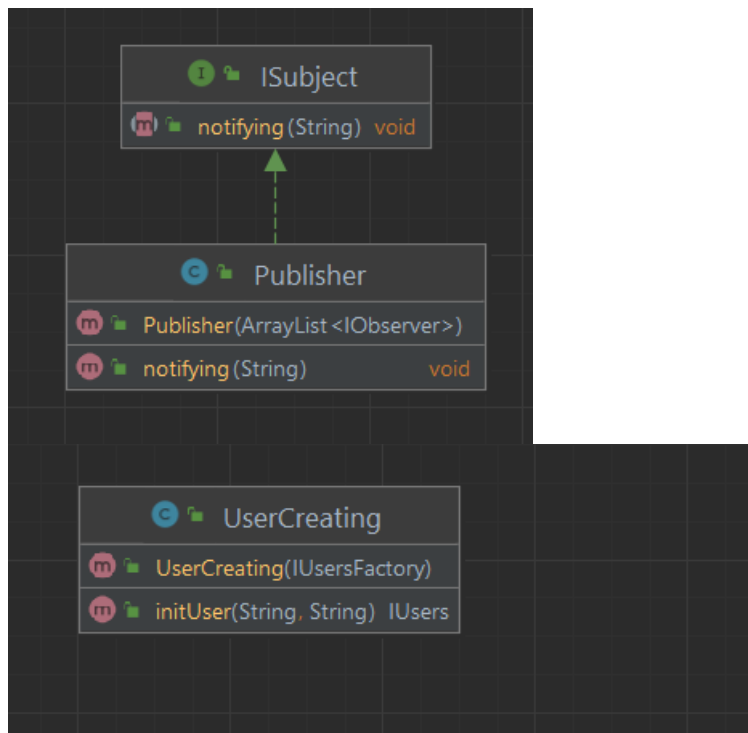 I ISubject
m notifying(String) void
C Publisher
m Publisher(ArrayList<IObserver>)
m notifying(String) void
C UserCreating
m UserCreating(IUsersFactory)
m initUser(String, String) IUsers